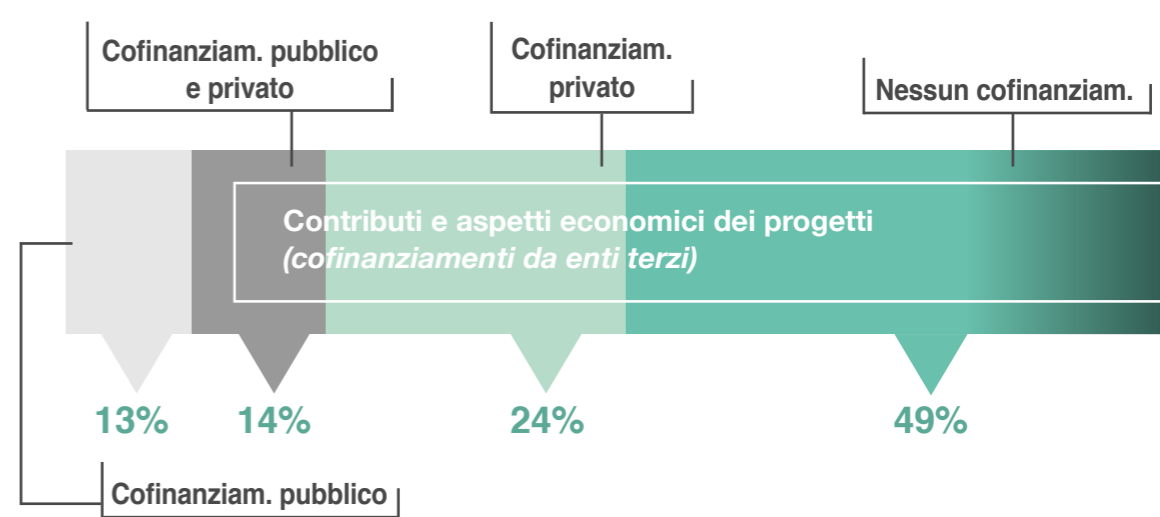 Cofinanziam. pubblico
e privato
Cofinanziam.
privato
Nessun cofinanziam.
Contributi e aspetti economici dei progetti
(cofinanziamenti da enti terzi)
13%
14%
24%
49%
Cofinanziam. pubblico